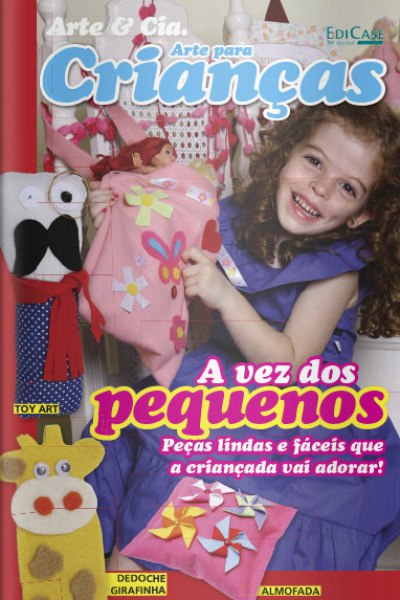 Arte & Cia.
EDICASE
Arte para
Crianças
A vez dos
pequenos
Peças lindas e fáceis que
a criançada vai adorar!
TOY ART
DEDOCHE
GIRAFINHA
ALMOFADA